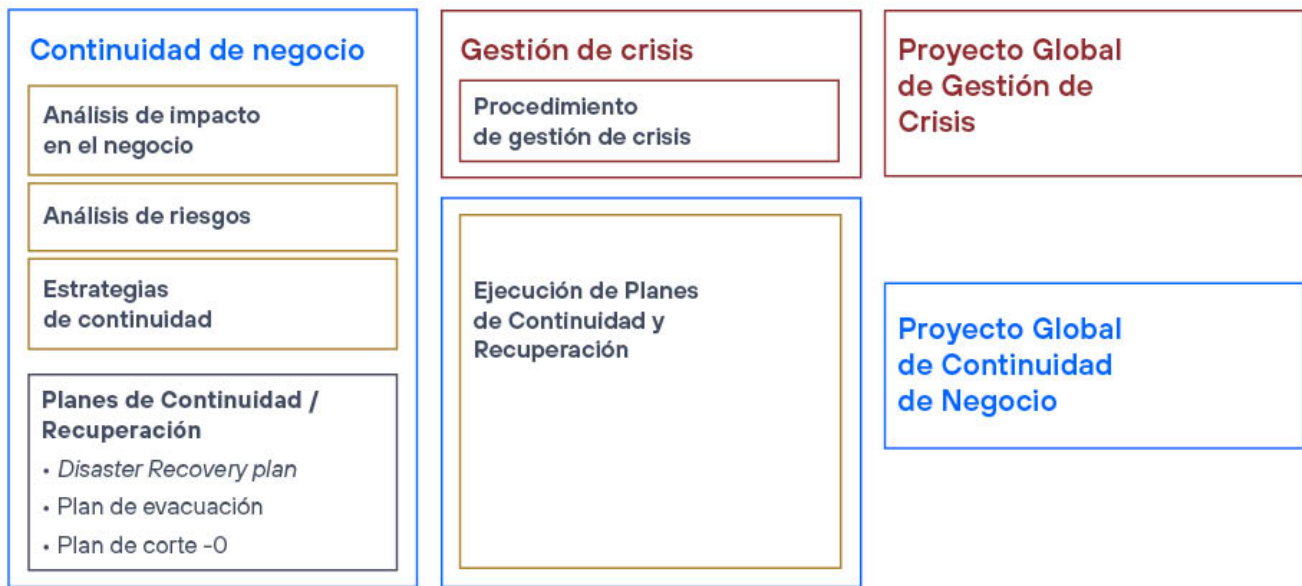 Continuidad de negocio
Análisis de impacto
en el negocio
Análisis de riesgos
Estrategias
de continuidad
Planes de Continuidad /
Recuperación
• Disaster Recovery plan
• Plan de evacuación
• Plan de corte -0
Gestión de crisis
Procedimiento
de gestión de crisis
Ejecución de Planes
de Continuidad y
Recuperación
Proyecto Global
de Gestión de
Crisis
Proyecto Global
de Continuidad
de Negocio